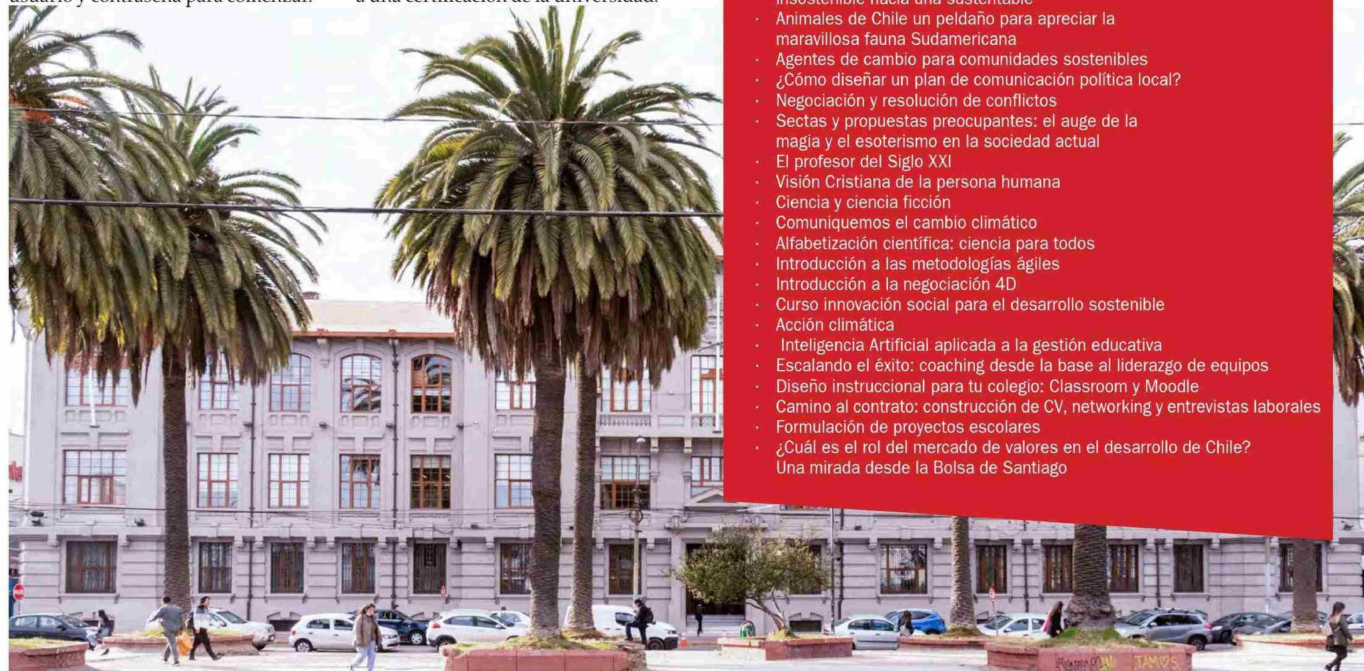 usuario y contraseña para comenzar.
a una certificación de la universidad.
insostenible hacia una sustentable
· Animales de Chile un peldaño para apreciar la
maravillosa fauna Sudamericana
· Agentes de cambio para comunidades sostenibles
· ¿Cómo diseñar un plan de comunicación política local?
· Negociación y resolución de conflictos
· Sectas y propuestas preocupantes: el auge de la
magia y el esoterismo en la sociedad actual
· El profesor del Siglo XXI
· Visión Cristiana de la persona humana
· Ciencia y ciencia ficción
· Comuniquemos el cambio climático
· Alfabetización científica: ciencia para todos
· Introducción a las metodologías ágiles
· Introducción a la negociación 4D
· Curso innovación social para el desarrollo sostenible
· Acción climática
· Inteligencia Artificial aplicada a la gestión educativa
· Escalando el éxito: coaching desde la base al liderazgo de equipos
· Diseño instruccional para tu colegio: Classroom y Moodle
· Camino al contrato: construcción de CV, networking y entrevistas laborales
· Formulación de proyectos escolares
· ¿Cuál es el rol del mercado de valores en el desarrollo de Chile?
Una mirada desde la Bolsa de Santiago